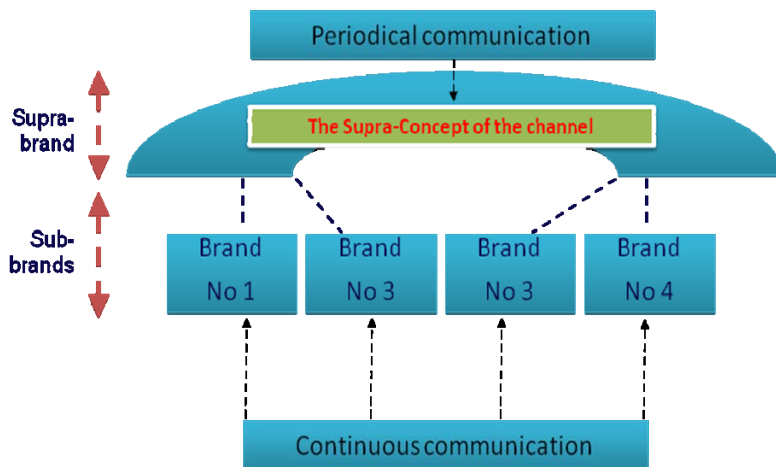 Periodical communication
Supra-
brand
The Supra-Concept of the channel
Sub-
brands
Brand
No 1
Brand
No 3
Brand
No 3
Brand
No 4
Continuous communication